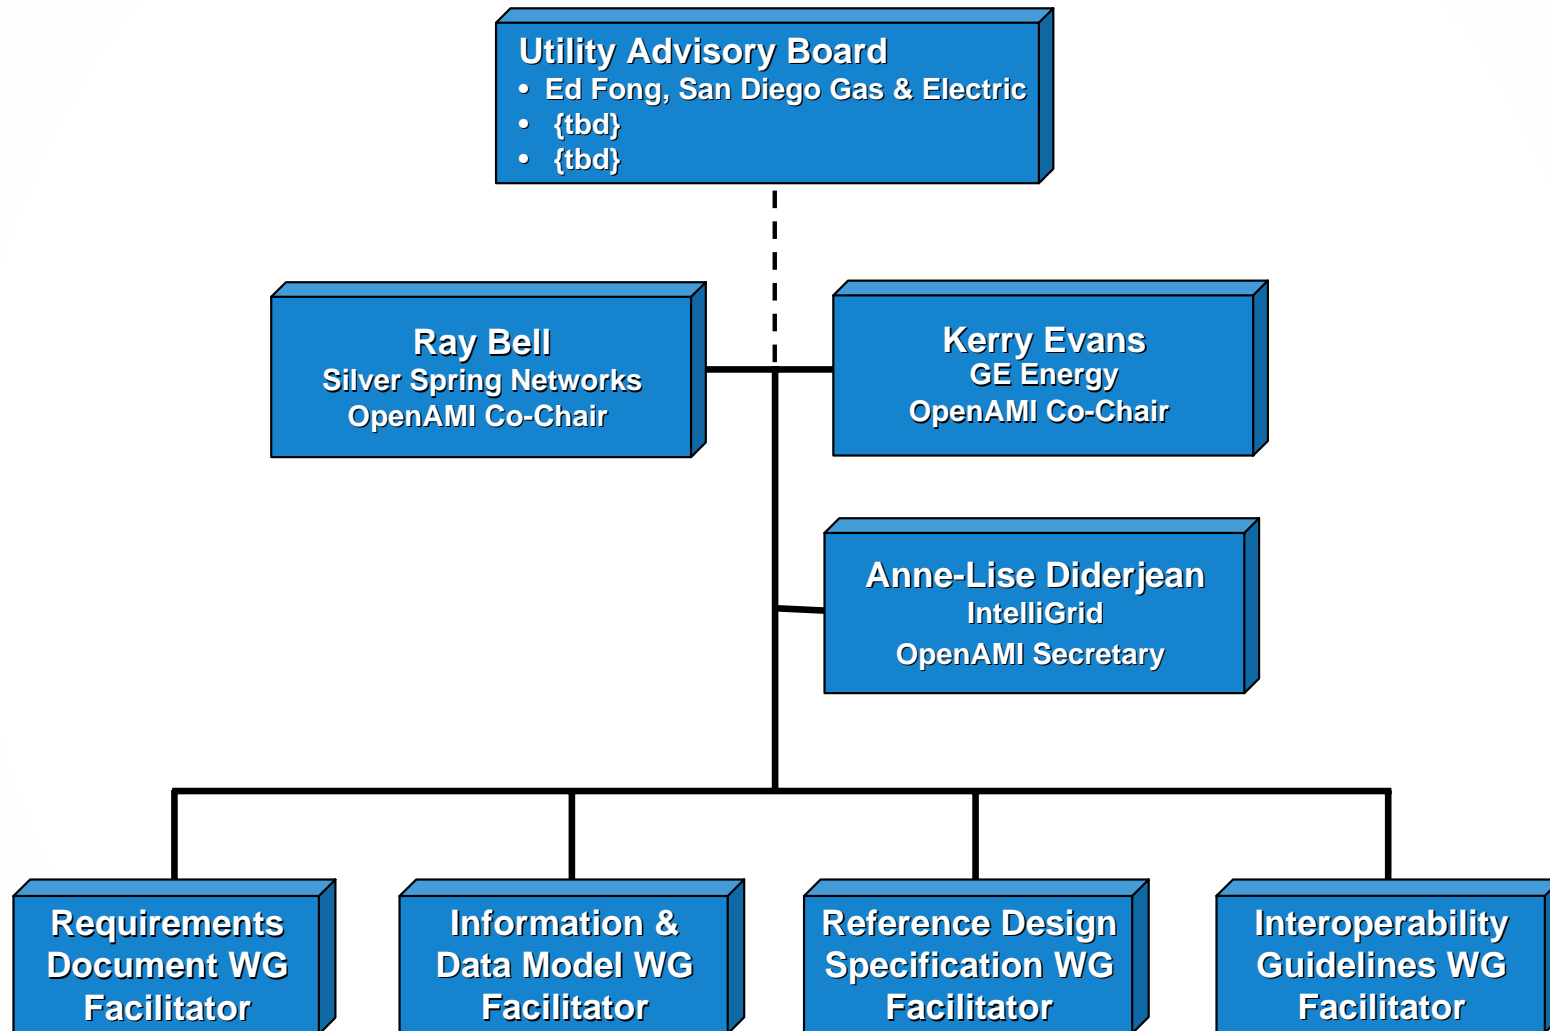 Utility Advisory Board
• Ed Fong, San Diego Gas & Electric
• {tbd}
• {tbd}
Ray Bell
Silver Spring Networks
OpenAMI Co-Chair
Kerry Evans
GE Energy
OpenAMI Co-Chair
Anne-Lise Diderjean
IntelliGrid
OpenAMI Secretary
Requirements
Document WG
Facilitator
Information &
Data Model WG
Facilitator
Reference Design
Specification WG
Facilitator
Interoperability
Guidelines WG
Facilitator